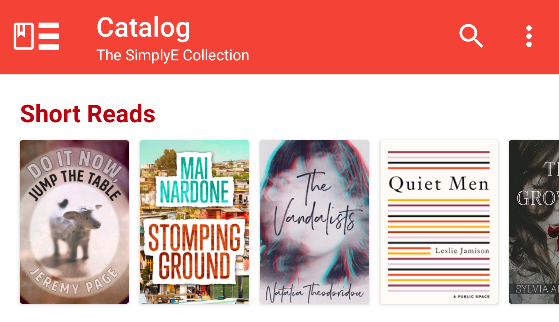 Catalog
The SimplyE Collection
Short Reads
DO IT NOW
JUMP THE TABLE
JEREMY PAGE
MAI
NARDONE
STOMPING
GROUND
The
Vandalists
Natalia Theodoridou
Quiet Men
Leslie Jamison
A PUBLIC SPACE
SYLVIA